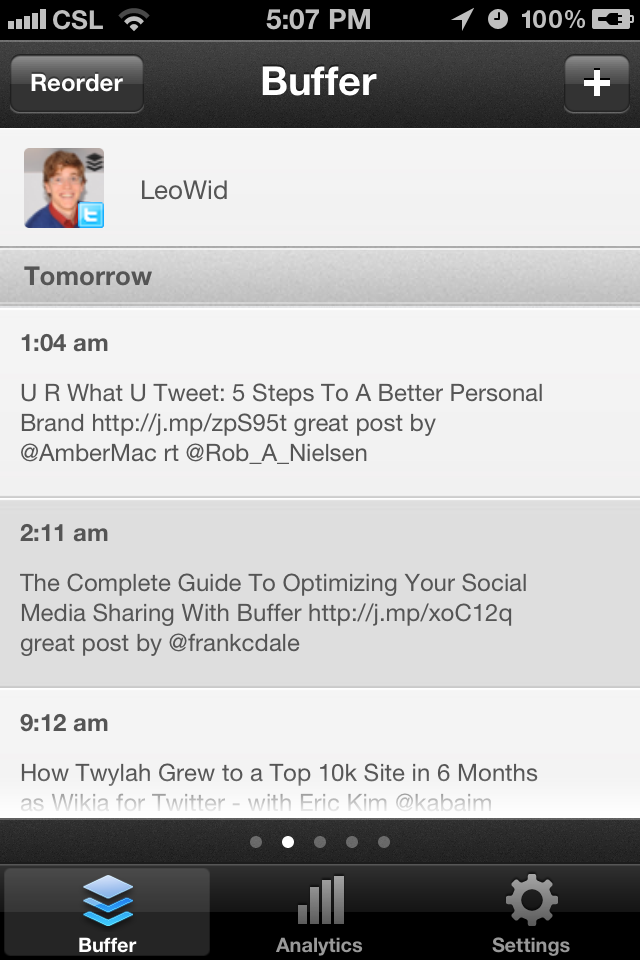 CSL 5:07 PM 100%
Reorder Buffer +
LeoWid
Tomorrow
1:04 am
U R What U Tweet: 5 Steps To A Better Personal
Brand http://j.mp/zpS95t great post by
@AmberMac rt @Rob_A_Nielsen
2:11 am
The Complete Guide To Optimizing Your Social
Media Sharing With Buffer http://j.mp/xoC12q
great post by @frankcdale
9:12 am
How Twylah Grew to a Top 10k Site in 6 Months
as Wikia for Twitter - with Eric Kim @kabaim
Buffer Analytics Settings